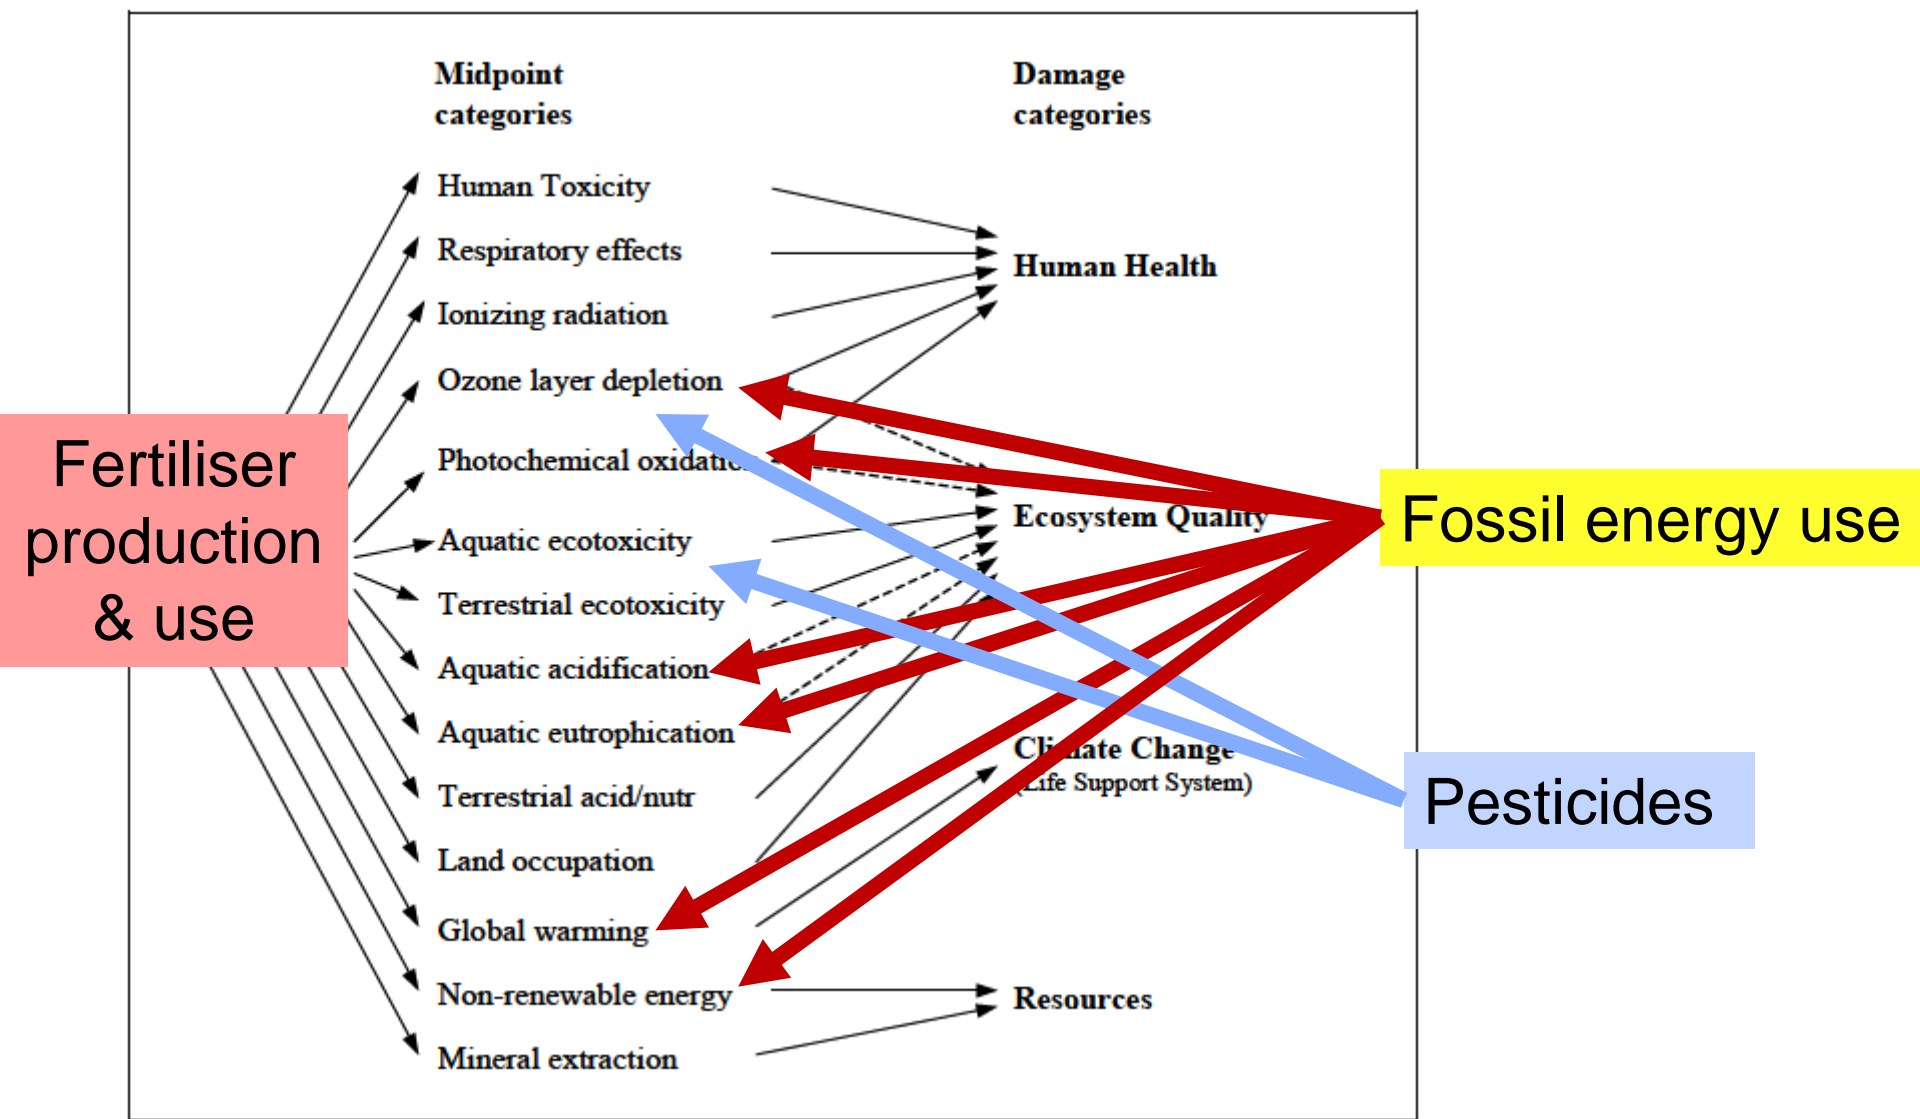 Midpoint
categories
Damage
categories
Human Toxicity
Respiratory effects
Ionizing radiation
Ozone layer depletion
Photochemical oxidation
Aquatic ecotoxicity
Terrestrial ecotoxicity
Aquatic acidification
Aquatic eutrophication
Terrestrial acid/nutr
Land occupation
Global warming
Non-renewable energy
Mineral extraction
Human Health
Ecosystem Quality
Climate Change
(Life Support System)
Resources
Fertiliser
production
& use
Fossil energy use
Pesticides